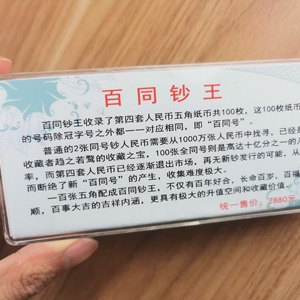 百同钞王
百同钞王收录了第四套人民币五角纸币共100枚，这100枚纸币
的号码除冠字号之外都一一对应相同，即“百同号”。
普通的2张同号钞人民币需要从1000万张人民币中找寻，已经是
收藏者趋之若鹜的收藏之宝，100张全同号则是高达十亿分之一的几
率，而第四套人民币已经逐渐退出市场，再无新钞发行的可能，从
而断绝了新“百同号”的产生，收集难度极大。
一百张五角配成百同钞王，不仅有百年好合，长命百岁，百福
顺，百事大吉的吉祥内涵，更具有极大的升值空间和收藏价值。
统一售价：2880元